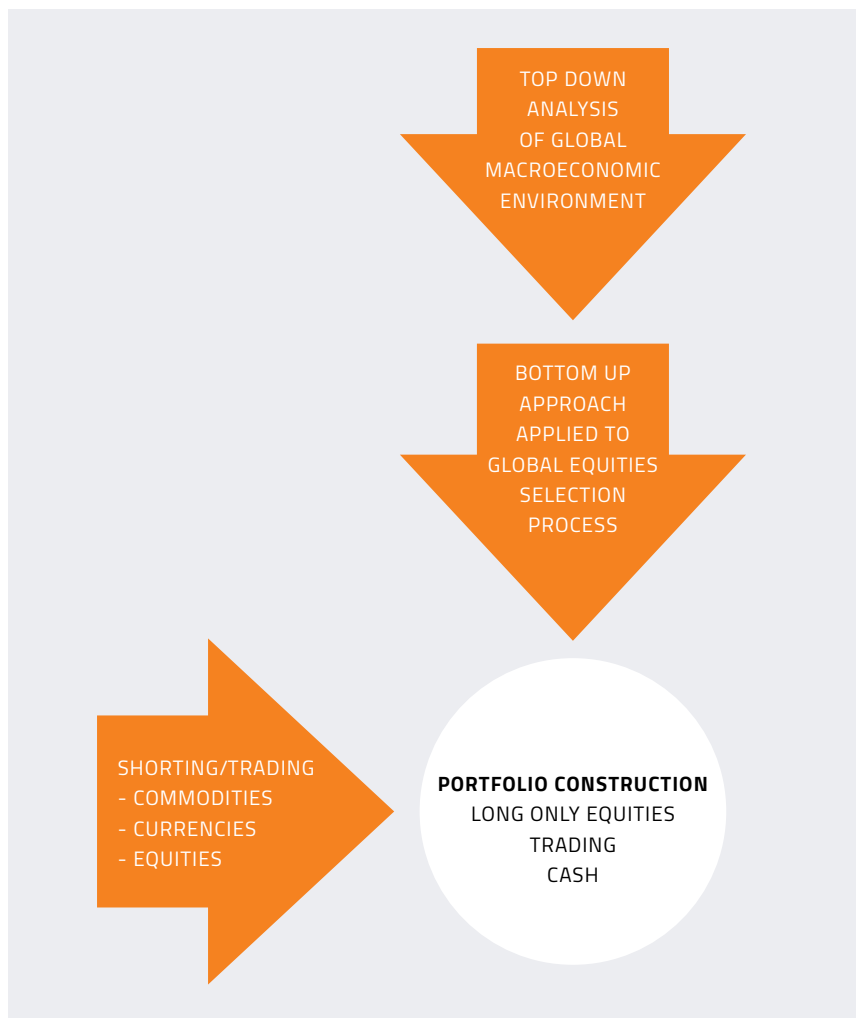 TOP DOWN
ANALYSIS
OF GLOBAL
MACROECONOMIC
ENVIRONMENT
BOTTOM UP
APPROACH
APPLIED TO
GLOBAL EQUITIES
SELECTION
PROCESS
SHORTING/TRADING
- COMMODITIES
- CURRENCIES
- EQUITIES
PORTFOLIO CONSTRUCTION
LONG ONLY EQUITIES
TRADING
CASH